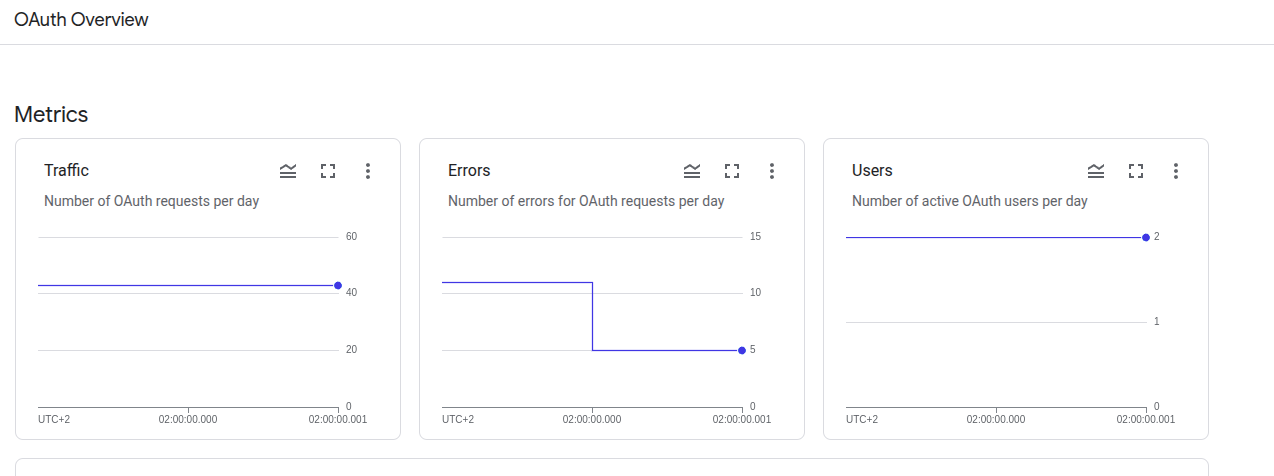 OAuth Overview
Metrics
Traffic
Number of OAuth requests per day
60
40
20
0
UTC+2 02:00:00.000 02:00:00.001
Errors
Number of errors for OAuth requests per day
15
10
5
0
UTC+2 02:00:00.000 02:00:00.001
Users
Number of active OAuth users per day
2
1
0
UTC+2 02:00:00.000 02:00:00.001